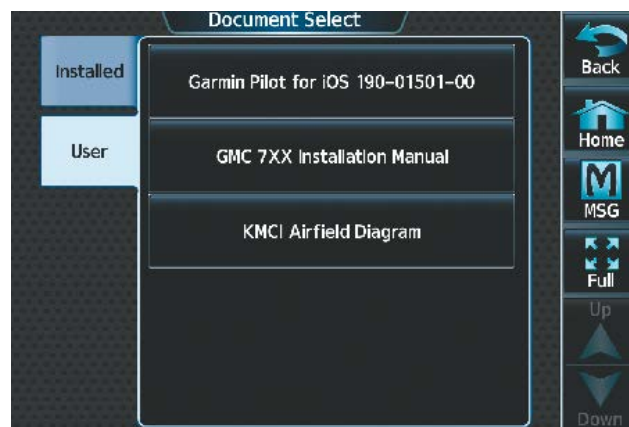 Document Select
Installed
User
Garmin Pilot for iOS 190-01501-00
GMC 7XX Installation Manual
KMCI Airfield Diagram
Back
Home
MSG
Full
Up
Down